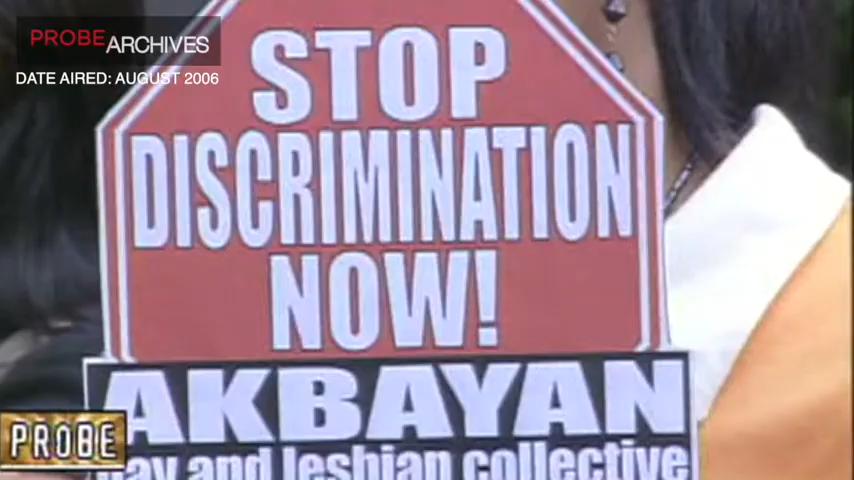 PROBE ARCHIVES
DATE AIRED: AUGUST 2006
STOP
DISCRIMINATION
NOW!
AKBAYAN
gay and lesbian collective
PROBE